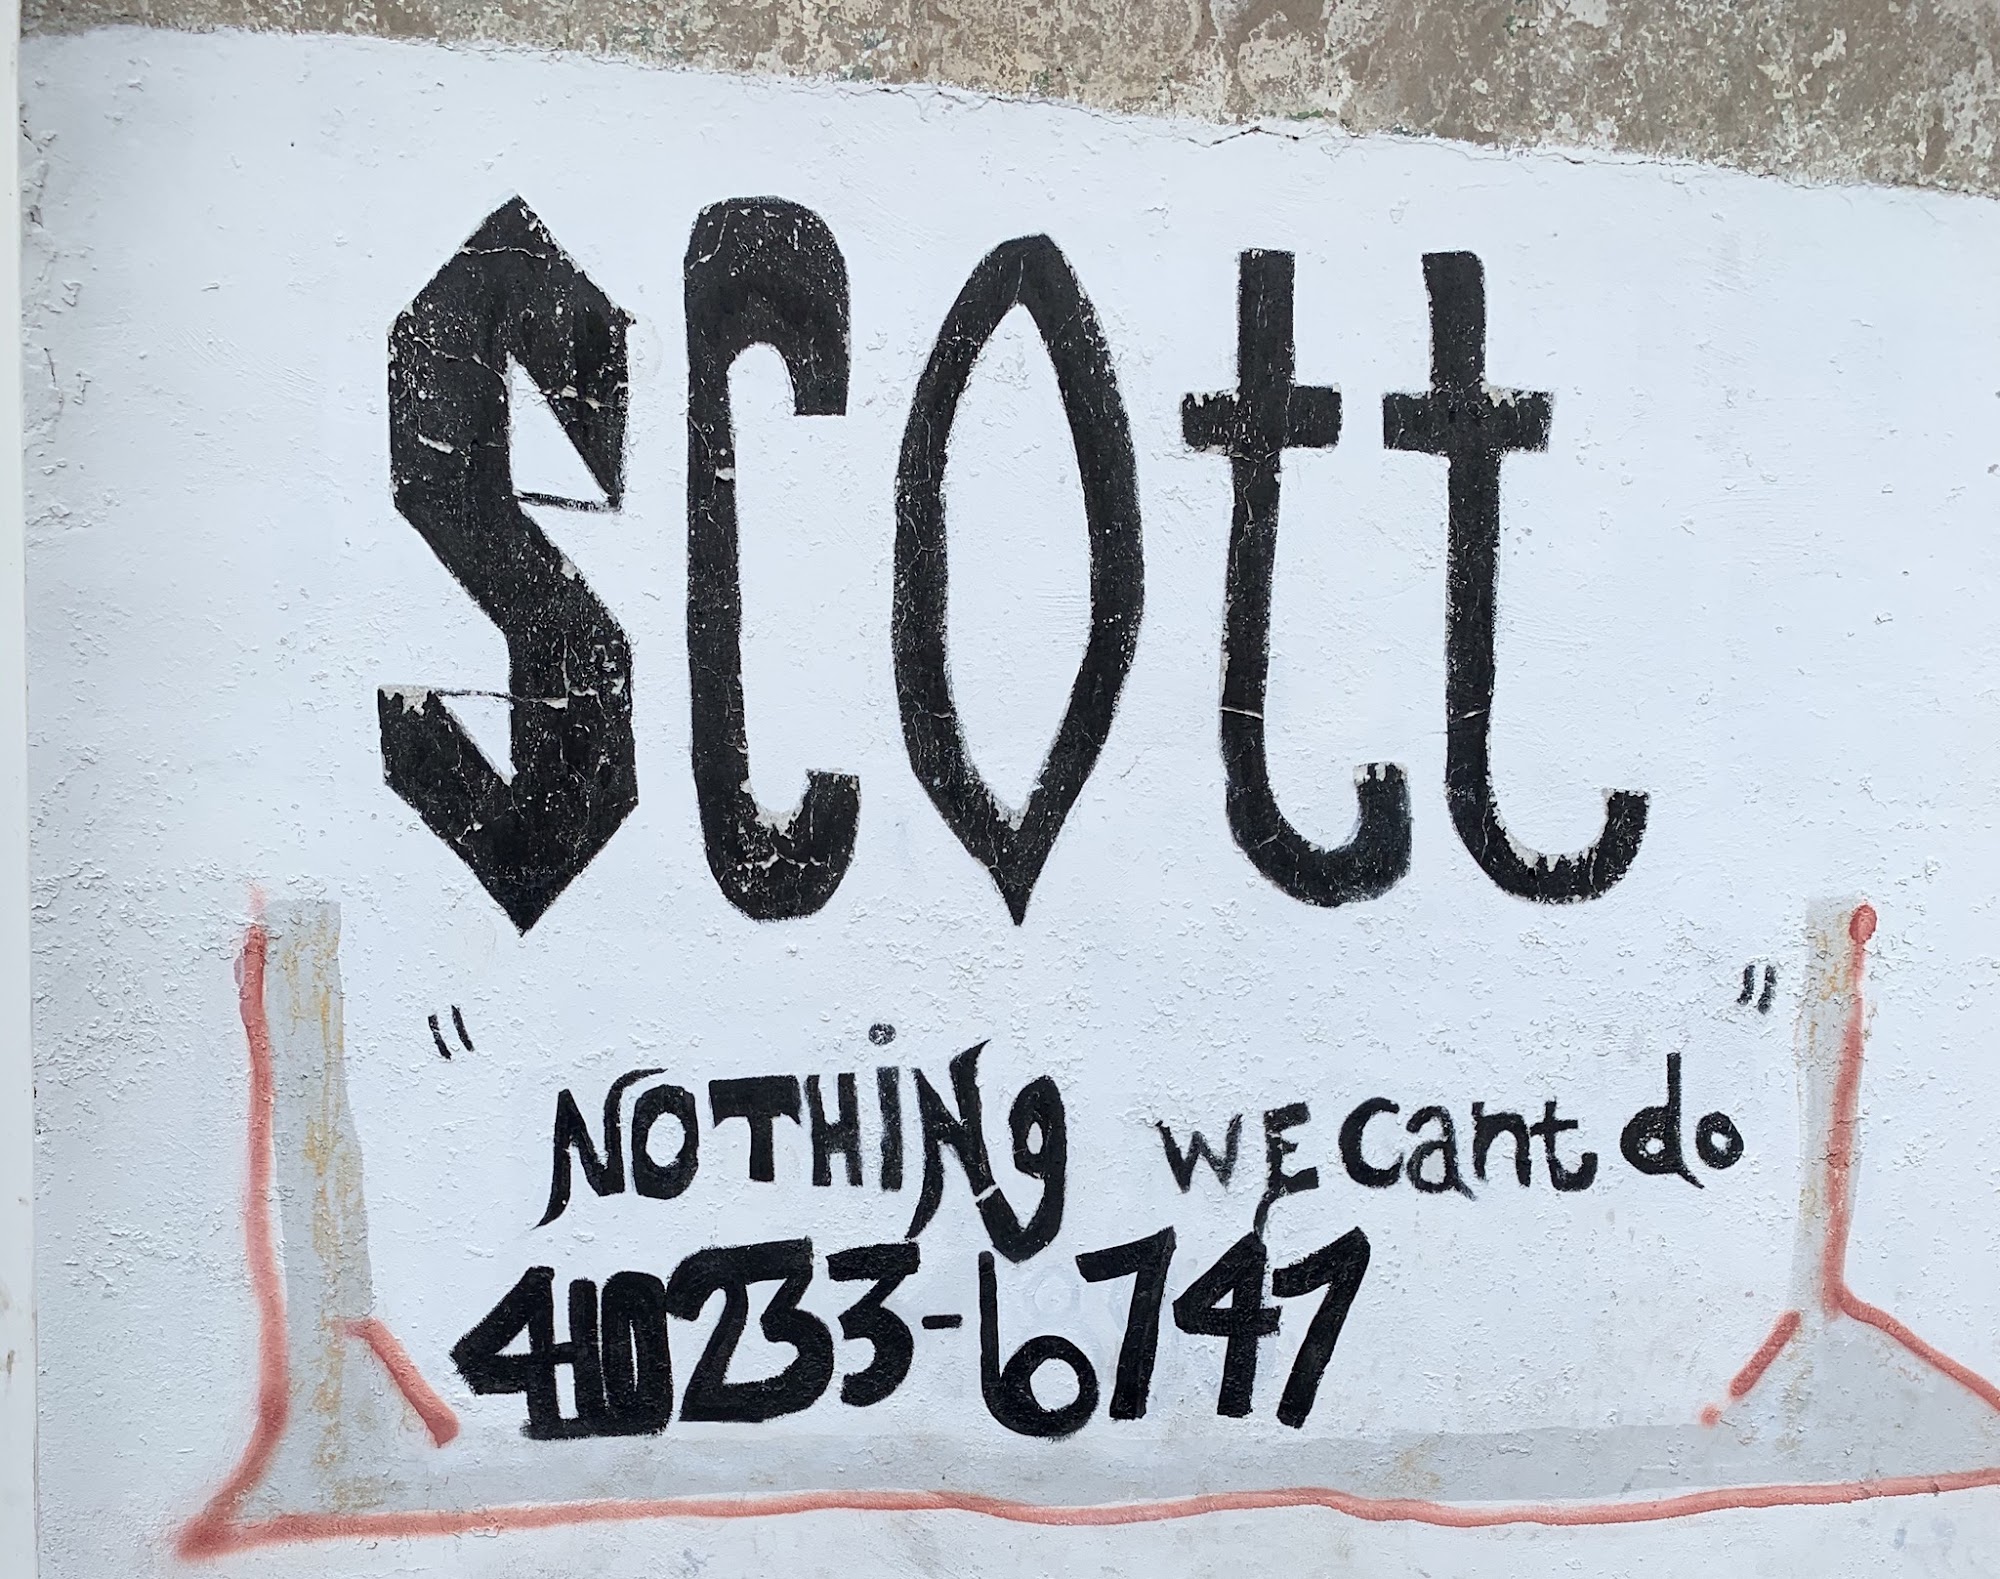 SCOtt
"NOTHiNg WE Cant do"
410233-6747